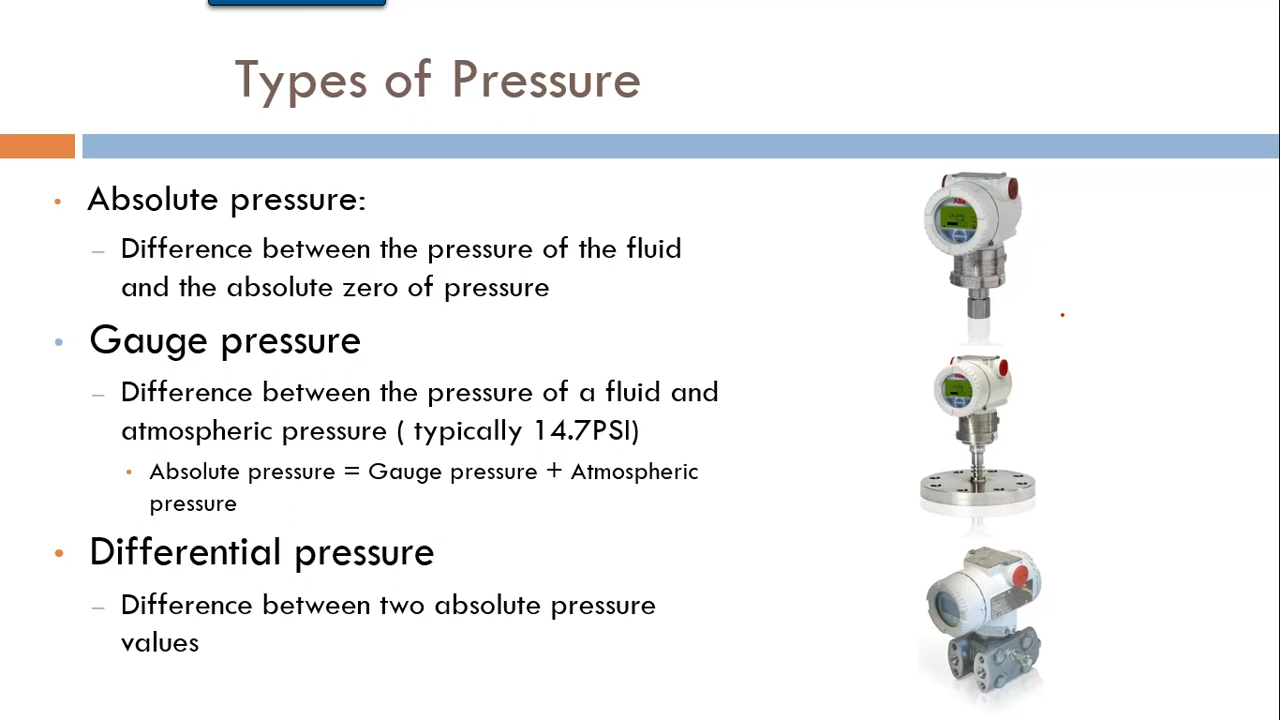 Types of Pressure
• Absolute pressure:
– Difference between the pressure of the fluid
and the absolute zero of pressure
• Gauge pressure
– Difference between the pressure of a fluid and
atmospheric pressure ( typically 14.7PSI)
• Absolute pressure = Gauge pressure + Atmospheric
pressure
• Differential pressure
– Difference between two absolute pressure
values